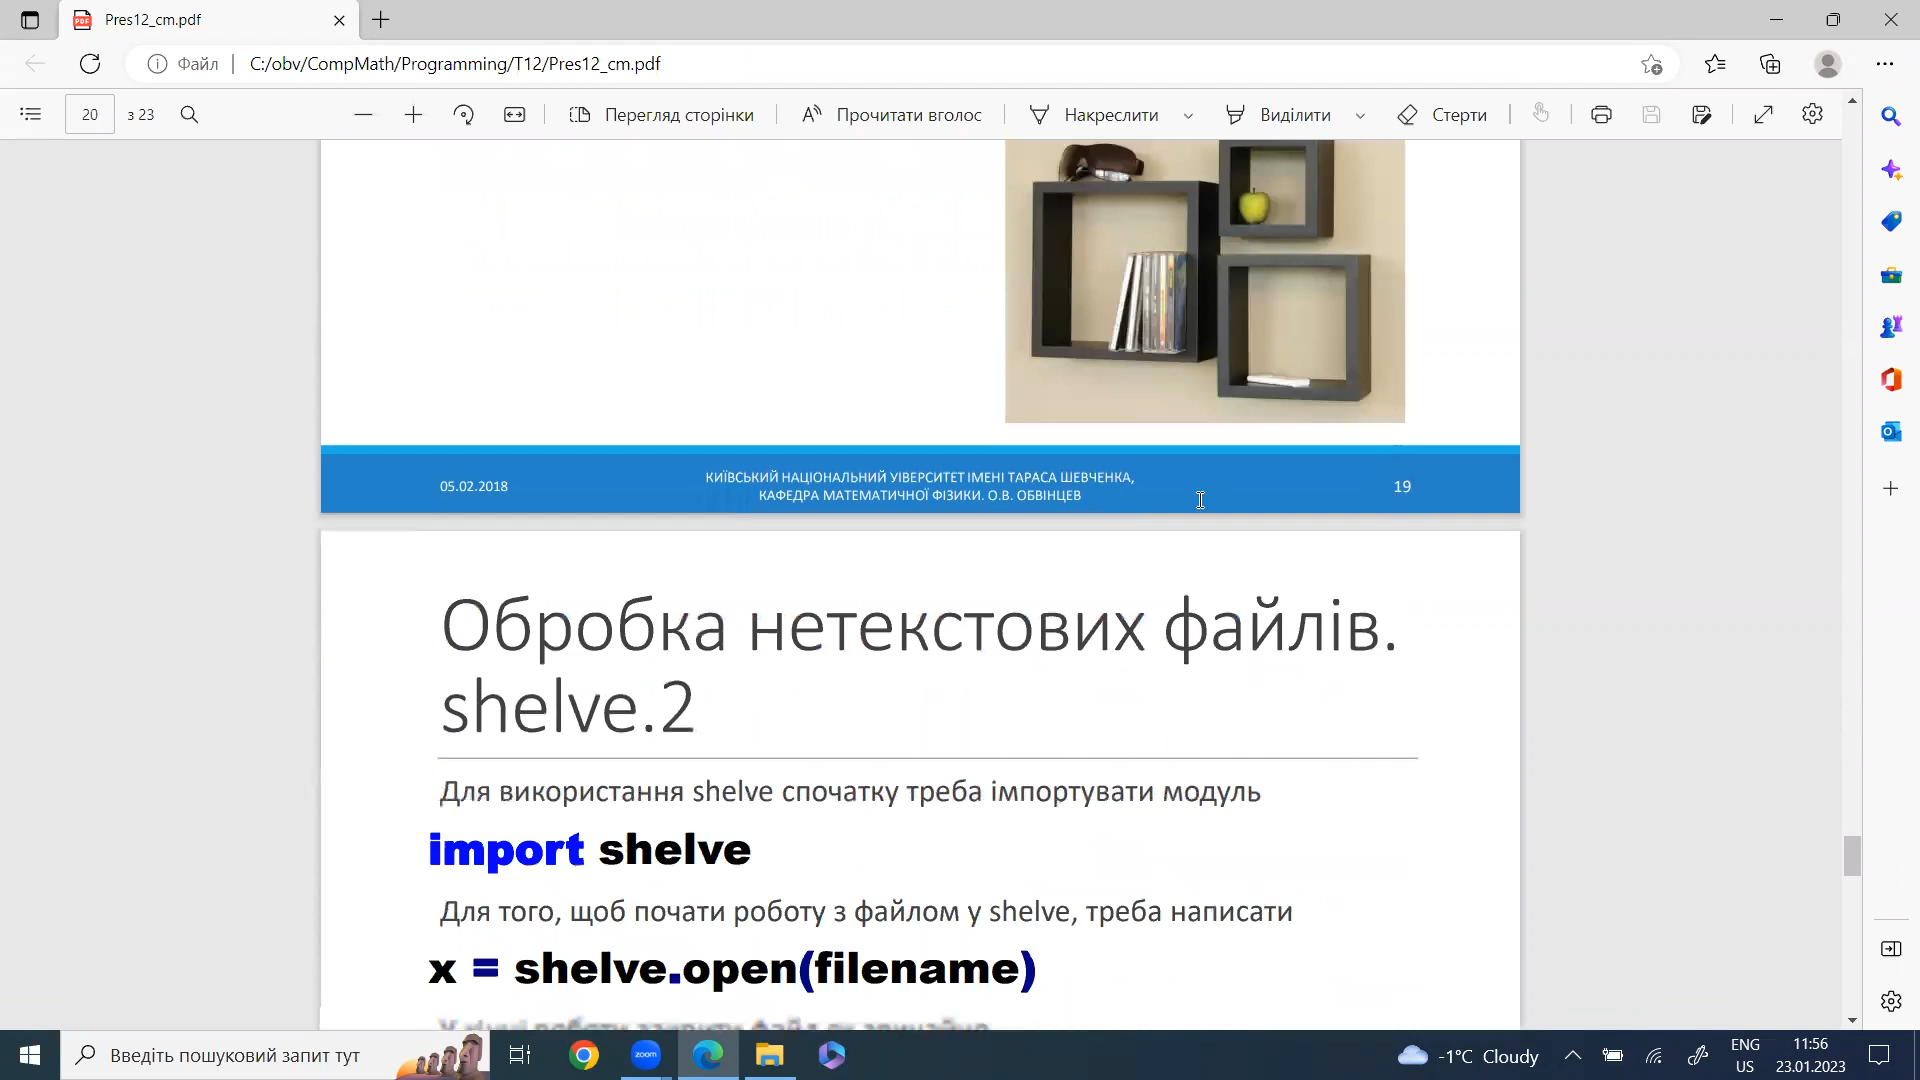 Pres12_cm.pdf
Файл
C:/obv/CompMath/Programming/T12/Pres12_cm.pdf
20 з 23
Перегляд сторінки
Прочитати вголос
Накреслити
Виділити
Стерти
05.02.2018
КИЇВСЬКИЙ НАЦІОНАЛЬНИЙ УІВЕРСИТЕТ ІМЕНІ ТАРАСА ШЕВЧЕНКА,
КАФЕДРА МАТЕМАТИЧНОЇ ФІЗИКИ. О.В. ОБВІНЦЕВ
19
Обробка нетекстових файлів.
shelve.2
Для використання shelve спочатку треба імпортувати модуль
import shelve
Для того, щоб почати роботу з файлом у shelve, треба написати
x = shelve.open(filename)
Введіть пошуковий запит тут
zoom
-1°C Cloudy
ENG
US
11:56
23.01.2023